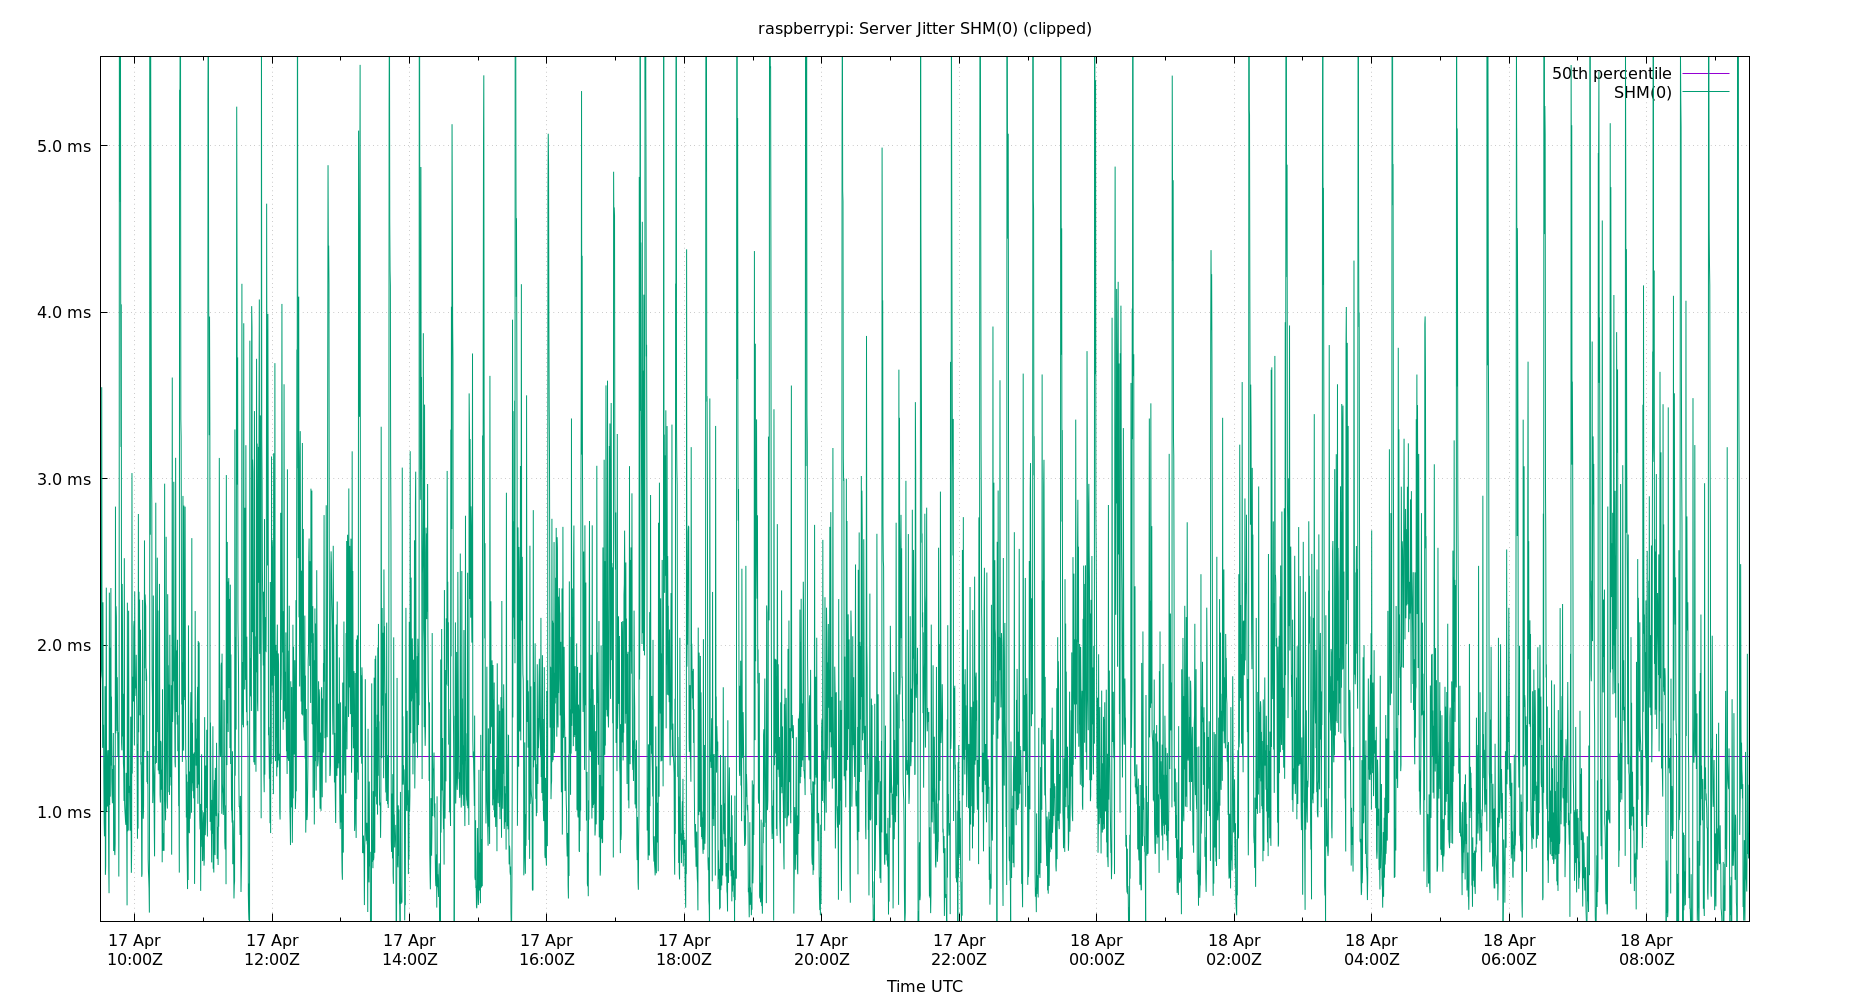 raspberrypi: Server Jitter SHM(0) (clipped)
50th percentile
SHM(0)
5.0 ms
4.0 ms
3.0 ms
2.0 ms
1.0 ms
17 Apr 17 Apr 17 Apr 17 Apr 17 Apr 17 Apr 17 Apr 18 Apr 18 Apr 18 Apr 18 Apr 18 Apr
10:00Z 12:00Z 14:00Z 16:00Z 18:00Z 20:00Z 22:00Z 00:00Z 02:00Z 04:00Z 06:00Z 08:00Z
Time UTC